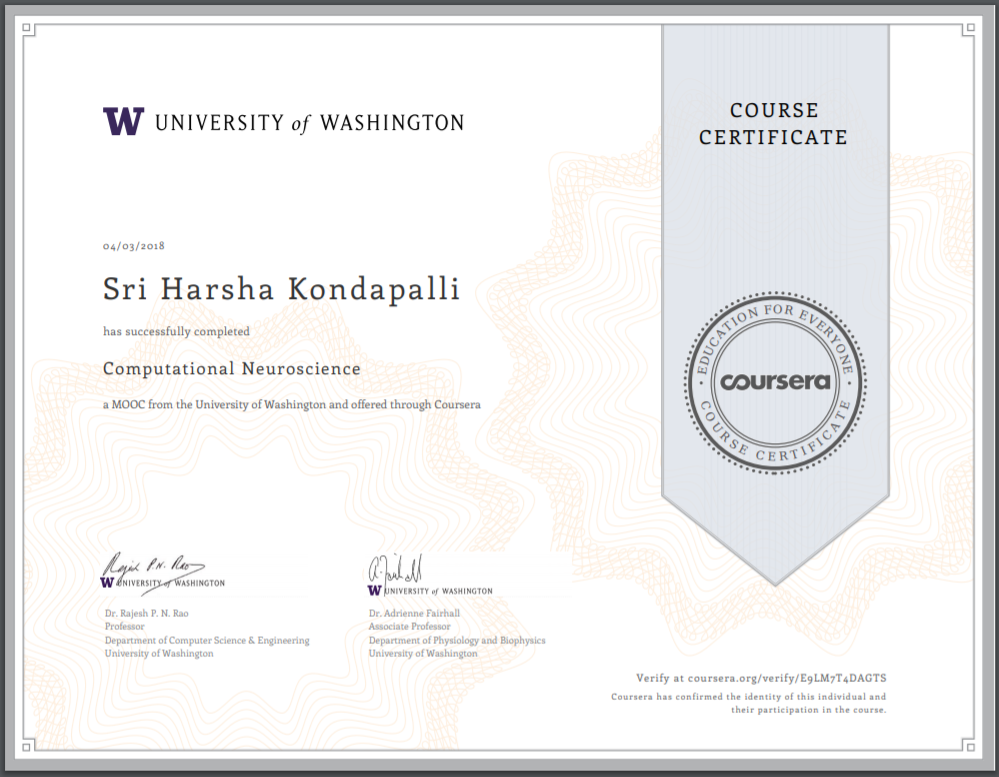 W UNIVERSITY of WASHINGTON
COURSE
CERTIFICATE
04/03/2018
Sri Harsha Kondapalli
has successfully completed
Computational Neuroscience
a MOOC from the University of Washington and offered through Coursera
EDUCATION FOR EVERYONE
coursera
COURSE CERTIFICATE
Rajesh P. N. Rao
W UNIVERSITY of WASHINGTON
Dr. Rajesh P. N. Rao
Professor
Department of Computer Science & Engineering
University of Washington
A. Fairhall
W UNIVERSITY of WASHINGTON
Dr. Adrienne Fairhall
Associate Professor
Department of Physiology and Biophysics
University of Washington
Verify at coursera.org/verify/E9LM7T4DAGTS
Coursera has confirmed the identity of this individual and
their participation in the course.